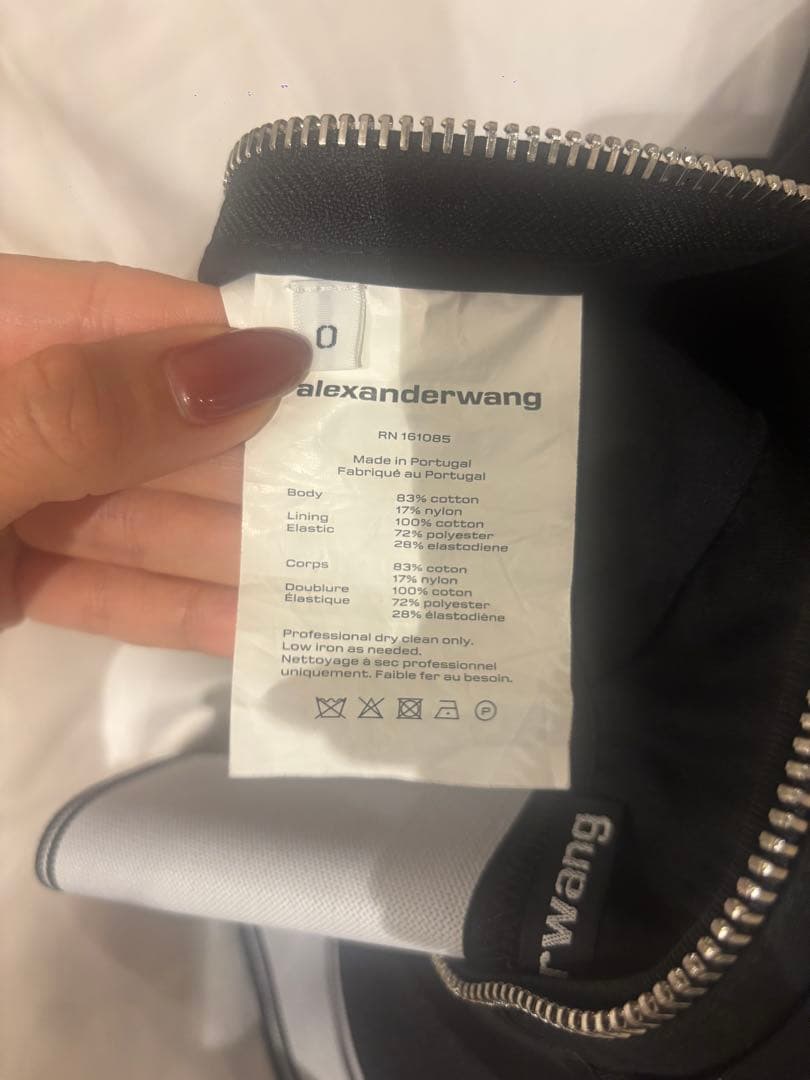 0
alexanderwang
RN 161085
Made in Portugal
Fabriqué au Portugal
Body 83% cotton
17% nylon
Lining 100% cotton
Elastic 72% polyester
28% elastodiene
Corps 83% coton
17% nylon
Doublure 100% coton
Élastique 72% polyester
28% élastodiène
Professional dry clean only.
Low iron as needed.
Nettoyage à sec professionnel
uniquement. Faible fer au besoin.
P
rwang